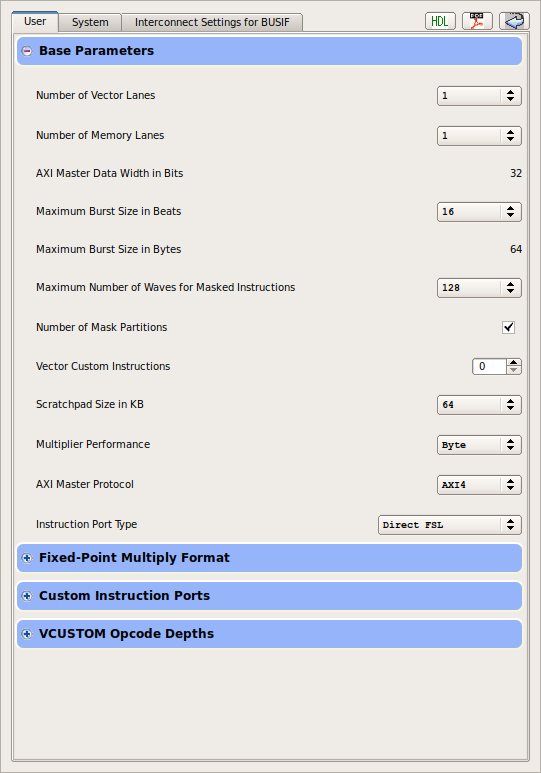 User System Interconnect Settings for BUSIF HDL PDF
Base Parameters
Number of Vector Lanes 1
Number of Memory Lanes 1
AXI Master Data Width in Bits 32
Maximum Burst Size in Beats 16
Maximum Burst Size in Bytes 64
Maximum Number of Waves for Masked Instructions 128
Number of Mask Partitions
Vector Custom Instructions 0
Scratchpad Size in KB 64
Multiplier Performance Byte
AXI Master Protocol AXI4
Instruction Port Type Direct FSL
Fixed-Point Multiply Format
Custom Instruction Ports
VCUSTOM Opcode Depths